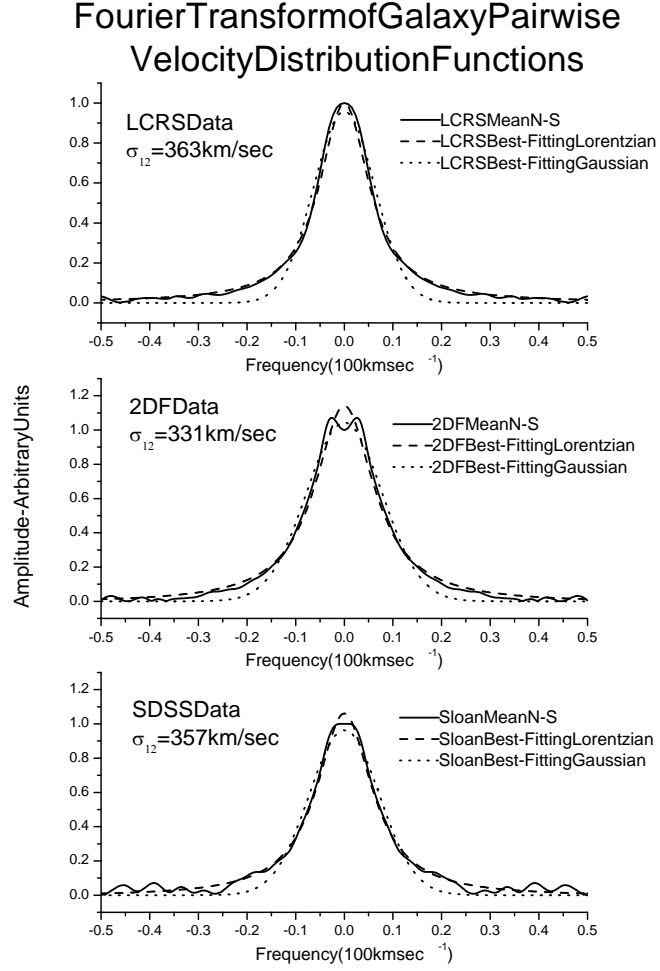 FourierTransformofGalaxyPairwise
VelocityDistributionFunctions
LCRSData
σ12=363km/sec
LCRSMeanN-S
LCRSBest-FittingLorentzian
LCRSBest-FittingGaussian
1.0
0.8
0.6
0.4
0.2
0.0
-0.5 -0.4 -0.3 -0.2 -0.1 0.0 0.1 0.2 0.3 0.4 0.5
Frequency(100kmsec -1)
Amplitude-ArbitraryUnits
2DFData
σ12=331km/sec
2DFMeanN-S
2DFBest-FittingLorentzian
2DFBest-FittingGaussian
1.2
1.0
0.8
0.6
0.4
0.2
0.0
-0.5 -0.4 -0.3 -0.2 -0.1 0.0 0.1 0.2 0.3 0.4 0.5
Frequency(100kmsec -1)
SDSSData
σ12=357km/sec
SloanMeanN-S
SloanBest-FittingLorentzian
SloanBest-FittingGaussian
1.2
1.0
0.8
0.6
0.4
0.2
0.0
-0.5 -0.4 -0.3 -0.2 -0.1 0.0 0.1 0.2 0.3 0.4 0.5
Frequency(100kmsec -1)